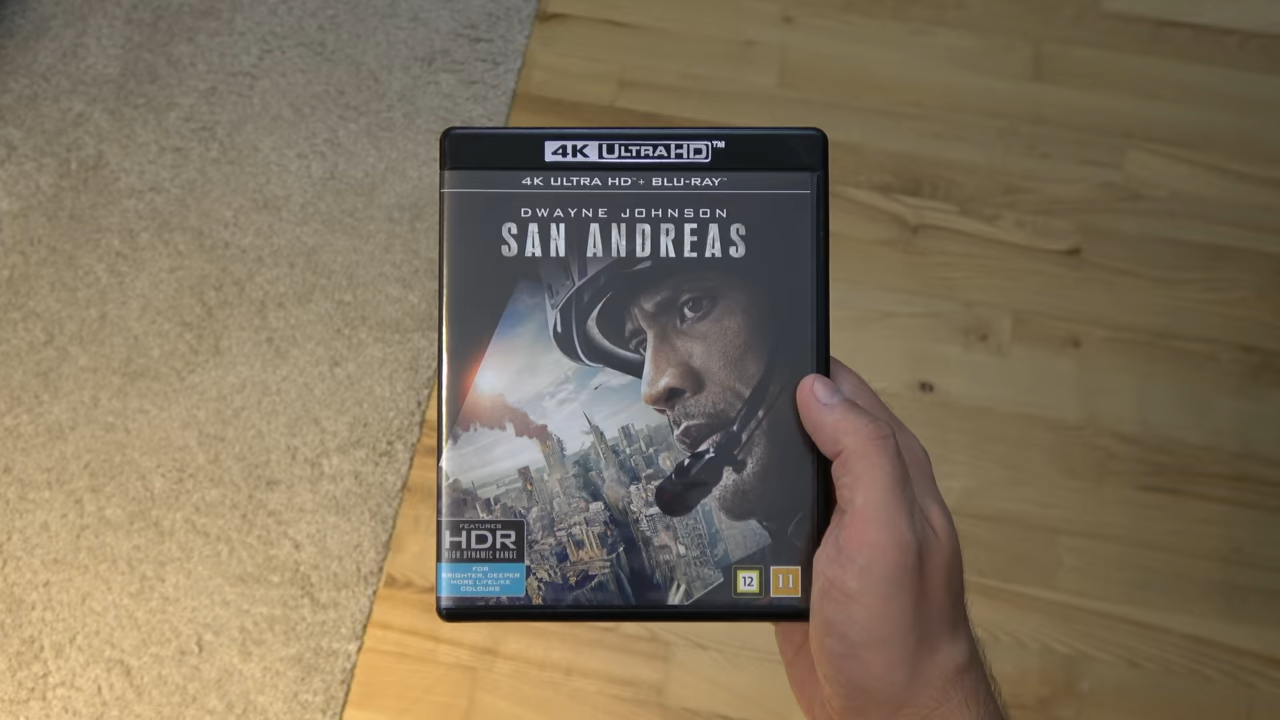 4K ULTRA HD™
4K ULTRA HD™ + BLU-RAY™
DWAYNE JOHNSON
SAN ANDREAS
FEATURES
HDR
HIGH DYNAMIC RANGE
FOR
BRIGHTER, DEEPER
MORE LIFELIKE
COLOURS
12
11